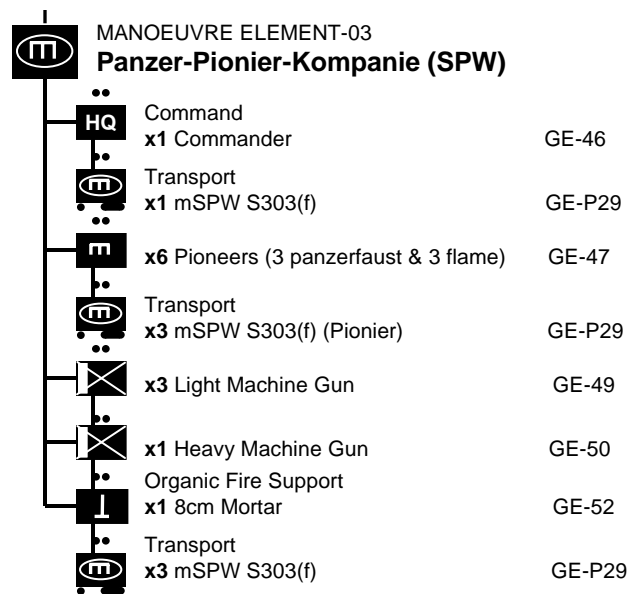 MANOEUVRE ELEMENT-03
Panzer-Pionier-Kompanie (SPW)
Command
HQ x1 Commander GE-46
Transport
x1 mSPW S303(f) GE-P29
x6 Pioneers (3 panzerfaust & 3 flame) GE-47
Transport
x3 mSPW S303(f) (Pionier) GE-P29
x3 Light Machine Gun GE-49
x1 Heavy Machine Gun GE-50
Organic Fire Support
x1 8cm Mortar GE-52
Transport
x3 mSPW S303(f) GE-P29